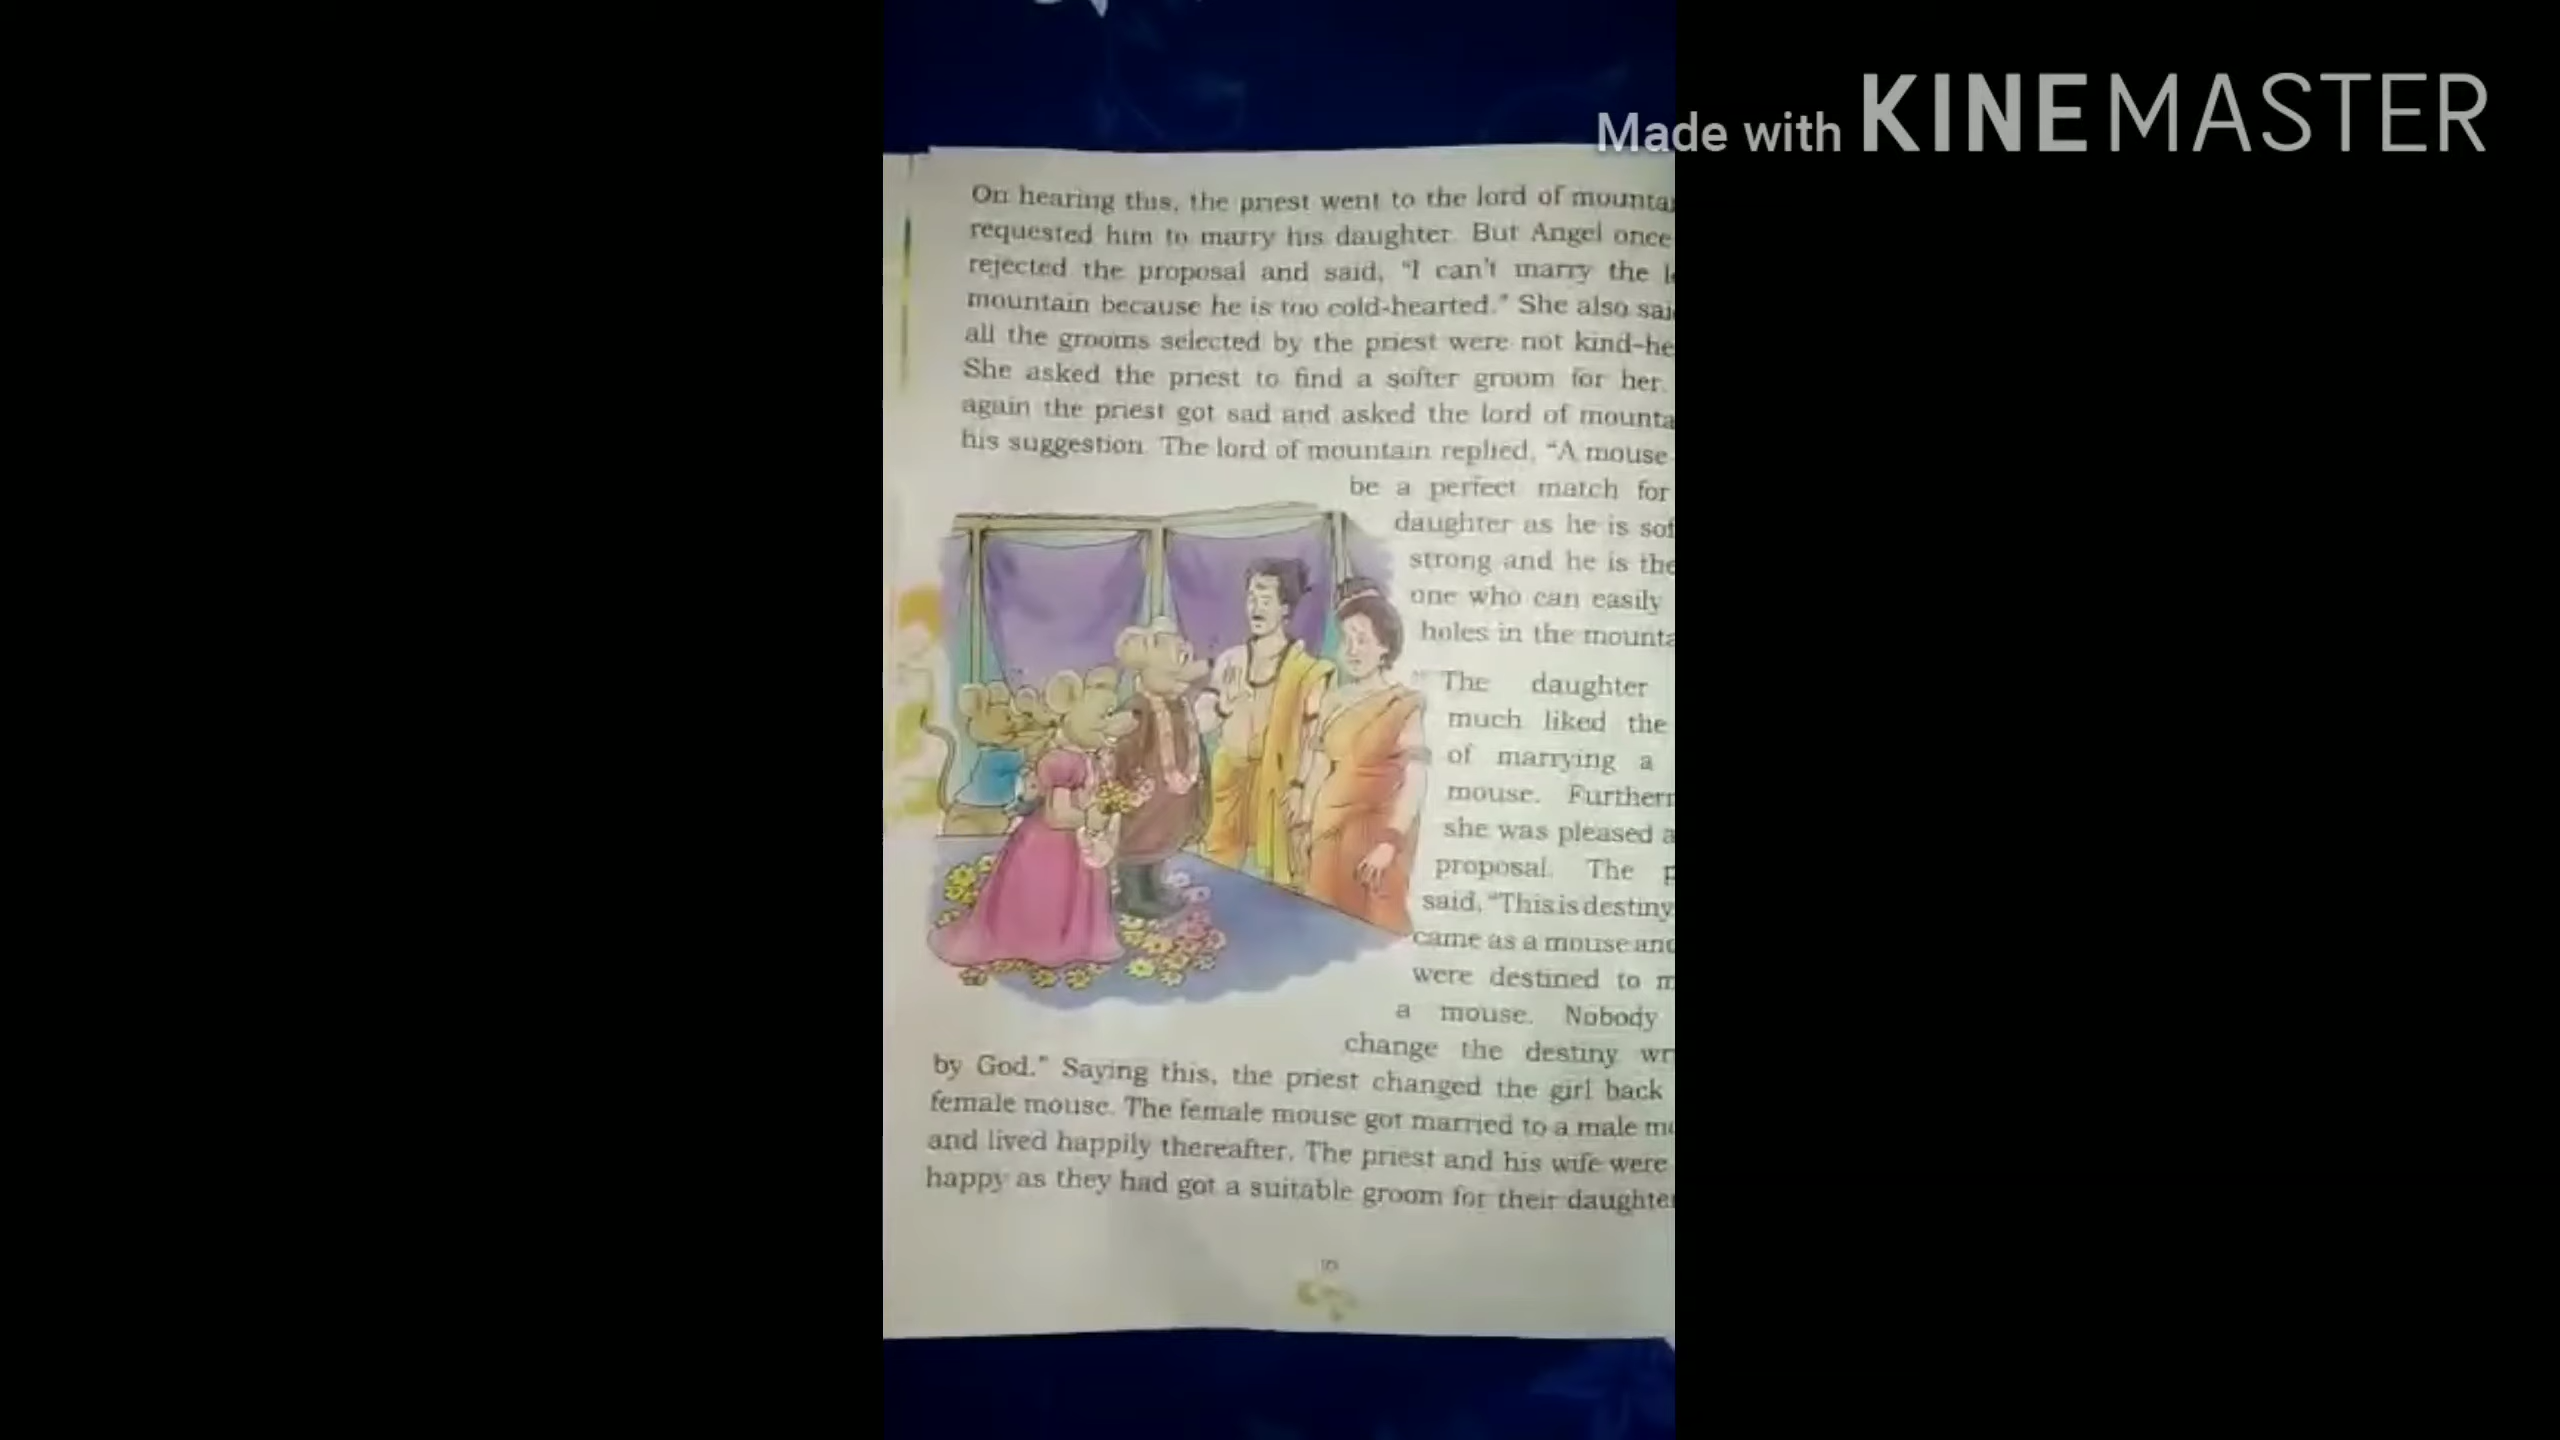 Made with KINEMASTER
On hearing this, the priest went to the lord of
requested him to marry his daughter. But Angel once
rejected the proposal and said, "I can't marry the
mountain because he is too cold-hearted." She also
all the grooms selected by the priest were not
She asked the priest to find a softer groom for her.
again the priest got sad and asked the lord of
his suggestion. The lord of mountain replied, "A mouse
be a perfect match for
daughter as he is
strong and he is
one who can easily
holes in the
The daughter
much liked the
of marrying a
mouse.
she was pleased
proposal. The
said, "This is destiny
came as a mouse
were destined to
a mouse. Nobody
change the destiny
by God." Saying this, the priest changed the girl back
female mouse. The female mouse got married to a male
and lived happily thereafter. The priest and his wife were
happy as they had got a suitable groom for their